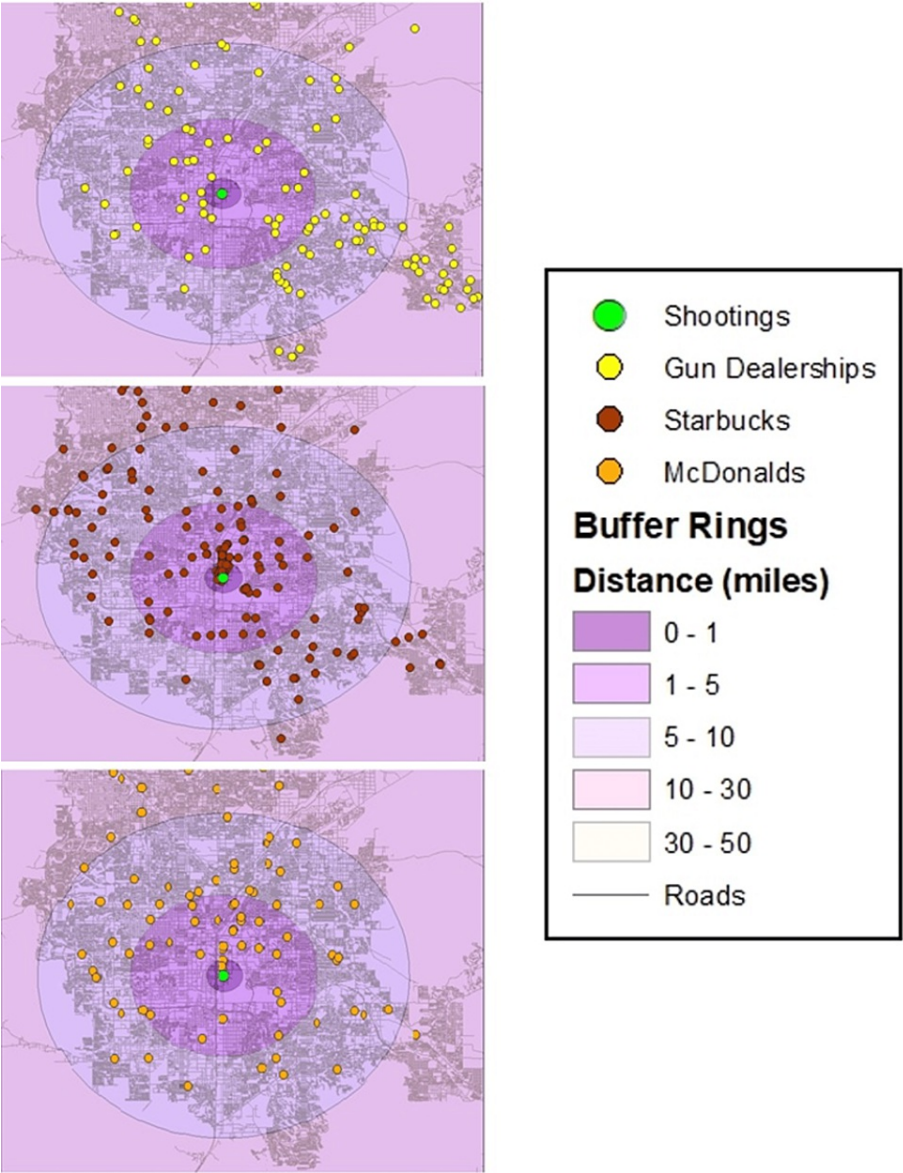 Shootings
Gun Dealerships
Starbucks
McDonalds
Buffer Rings
Distance (miles)
0 - 1
1 - 5
5 - 10
10 - 30
30 - 50
Roads